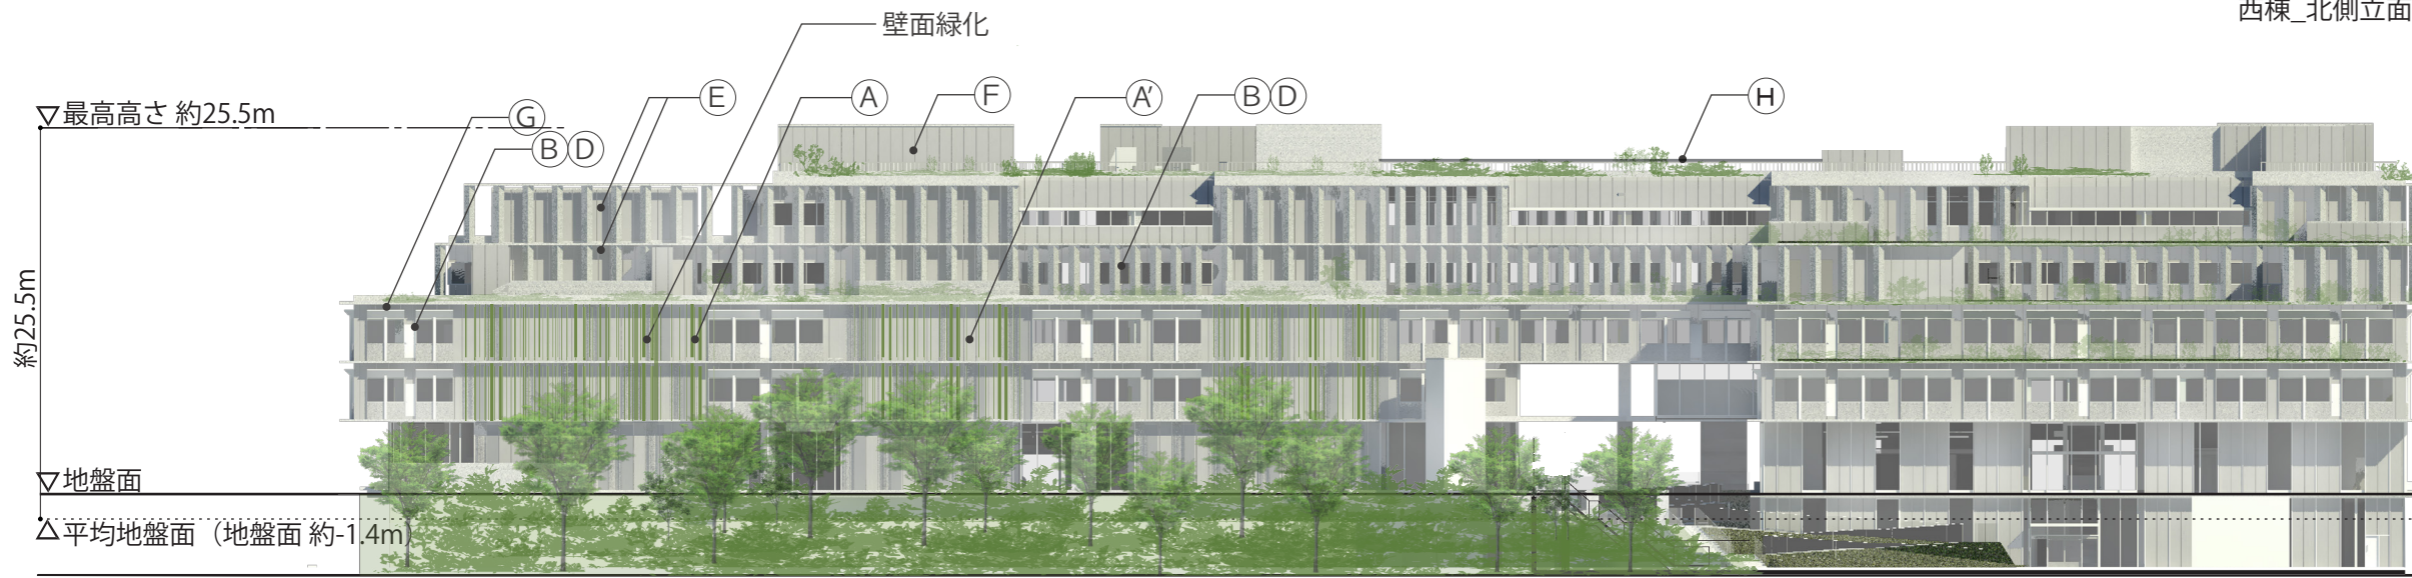 西棟_北側立面
壁面緑化
E
A
F
A'
B D
H
▽最高高さ 約25.5m
G
B D
約25.5m
▽地盤面
△平均地盤面（地盤面 約-1.4m）